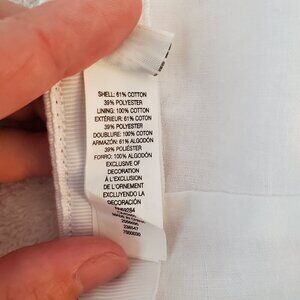 SHELL: 61% COTTON
39% POLYESTER
LINING: 100% COTTON
EXTÉRIEUR: 61% COTON
39% POLYESTER
DOUBLURE: 100% COTON
ARMAZÓN: 61% ALGODÓN
39% POLIÉSTER
FORRO: 100% ALGODÓN
EXCLUSIVE OF
DECORATION
À L'EXCLUSION
DE L'ORNEMENT
EXCLUYENDO LA
DECORACIÓN